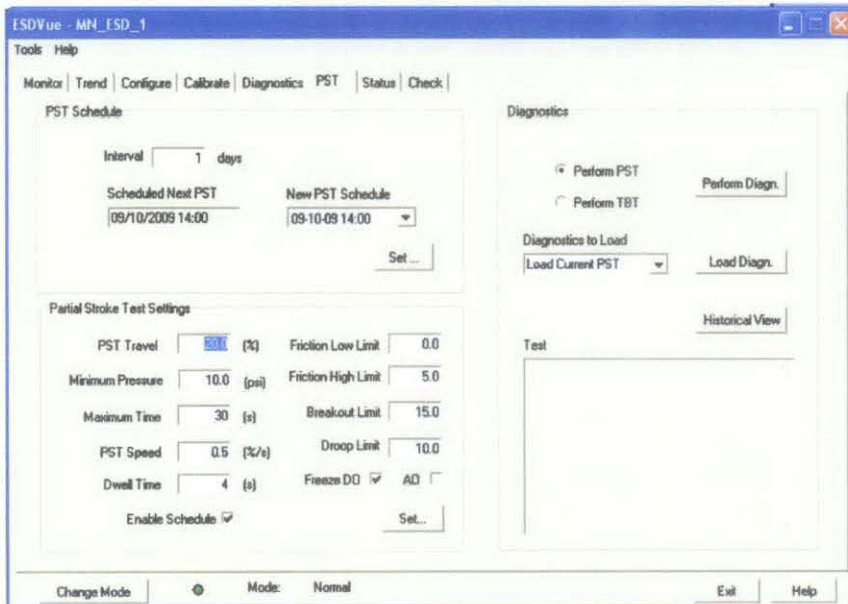 ESDVue - MN_ESD_1
Tools Help
Monitor Trend Configure Calibrate Diagnostics PST Status Check
PST Schedule
Interval 1 days
Scheduled Next PST
09/10/2009 14:00
New PST Schedule
09-10-09 14:00
Set ...
Partial Stroke Test Settings
PST Travel 20.0 (%)
Minimum Pressure 10.0 (psi)
Maximum Time 30 (s)
PST Speed 0.5 (%/s)
Dwell Time 4 (s)
Friction Low Limit 0.0
Friction High Limit 5.0
Breakout Limit 15.0
Droop Limit 10.0
Freeze DO AO
Enable Schedule
Set...
Diagnostics
Perform PST
Perform TBT
Perform Diagn.
Diagnostics to Load
Load Current PST
Load Diagn.
Historical View
Test
Change Mode
Mode: Normal
Exit
Help